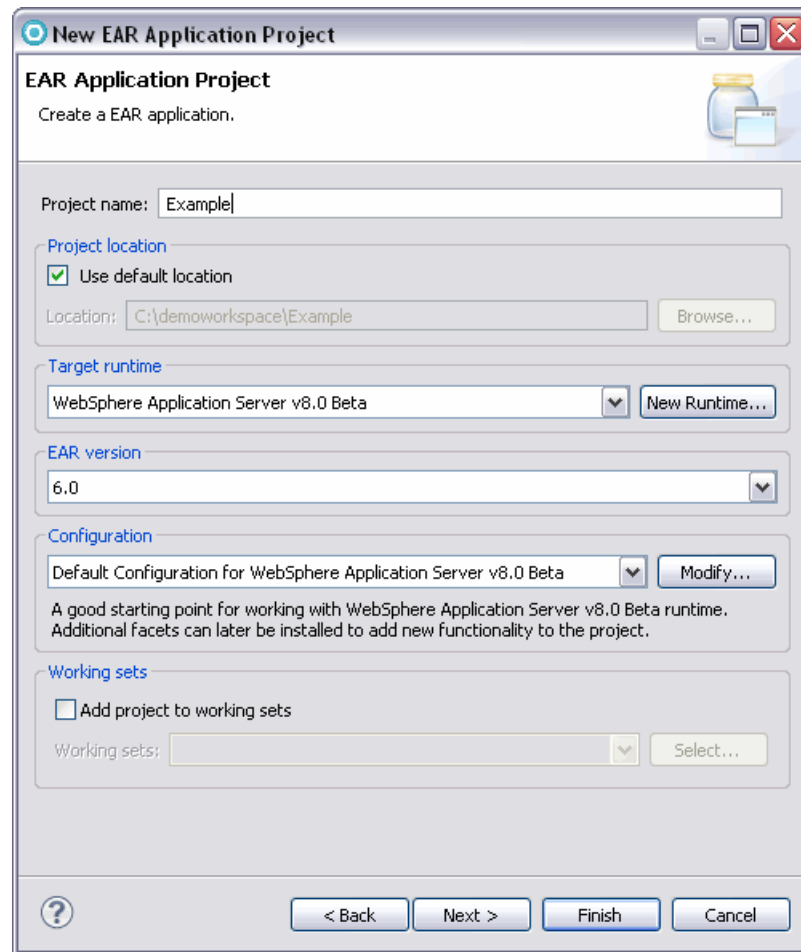 New EAR Application Project
EAR Application Project
Create a EAR application.
Project name: Example
Project location
Use default location
Location: C:\demoworkspace\Example Browse...
Target runtime
WebSphere Application Server v8.0 Beta New Runtime...
EAR version
6.0
Configuration
Default Configuration for WebSphere Application Server v8.0 Beta Modify...
A good starting point for working with WebSphere Application Server v8.0 Beta runtime.
Additional facets can later be installed to add new functionality to the project.
Working sets
Add project to working sets
Working sets: Select...
? < Back Next > Finish Cancel